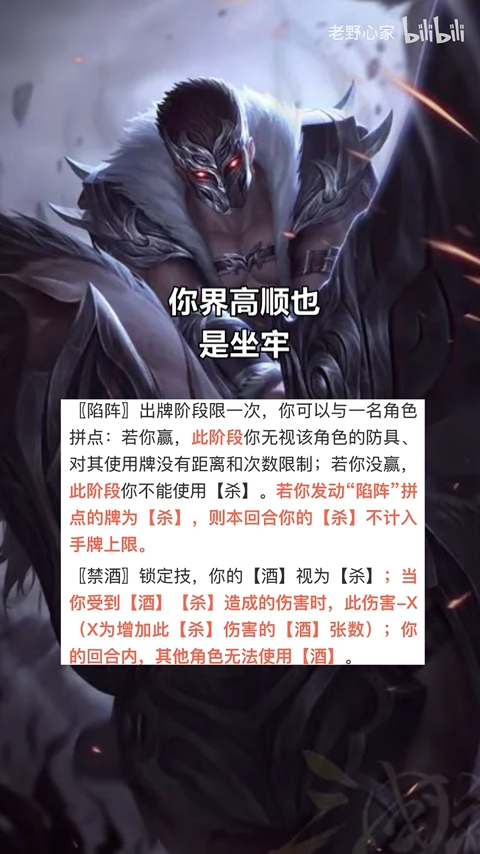 老野心家 bilibili
你界高顺也
是坐牢
〖陷阵〗出牌阶段限一次，你可以与一名角色
拼点：若你赢，此阶段你无视该角色的防具、
对其使用牌没有距离和次数限制；若你没赢，
此阶段你不能使用【杀】。若你发动“陷阵”拼
点的牌为【杀】，则本回合你的【杀】不计入
手牌上限。
〖禁酒〗锁定技，你的【酒】视为【杀】；当
你受到【酒】【杀】造成的伤害时，此伤害-X
（X为增加此【杀】伤害的【酒】张数）；你
的回合内，其他角色无法使用【酒】。